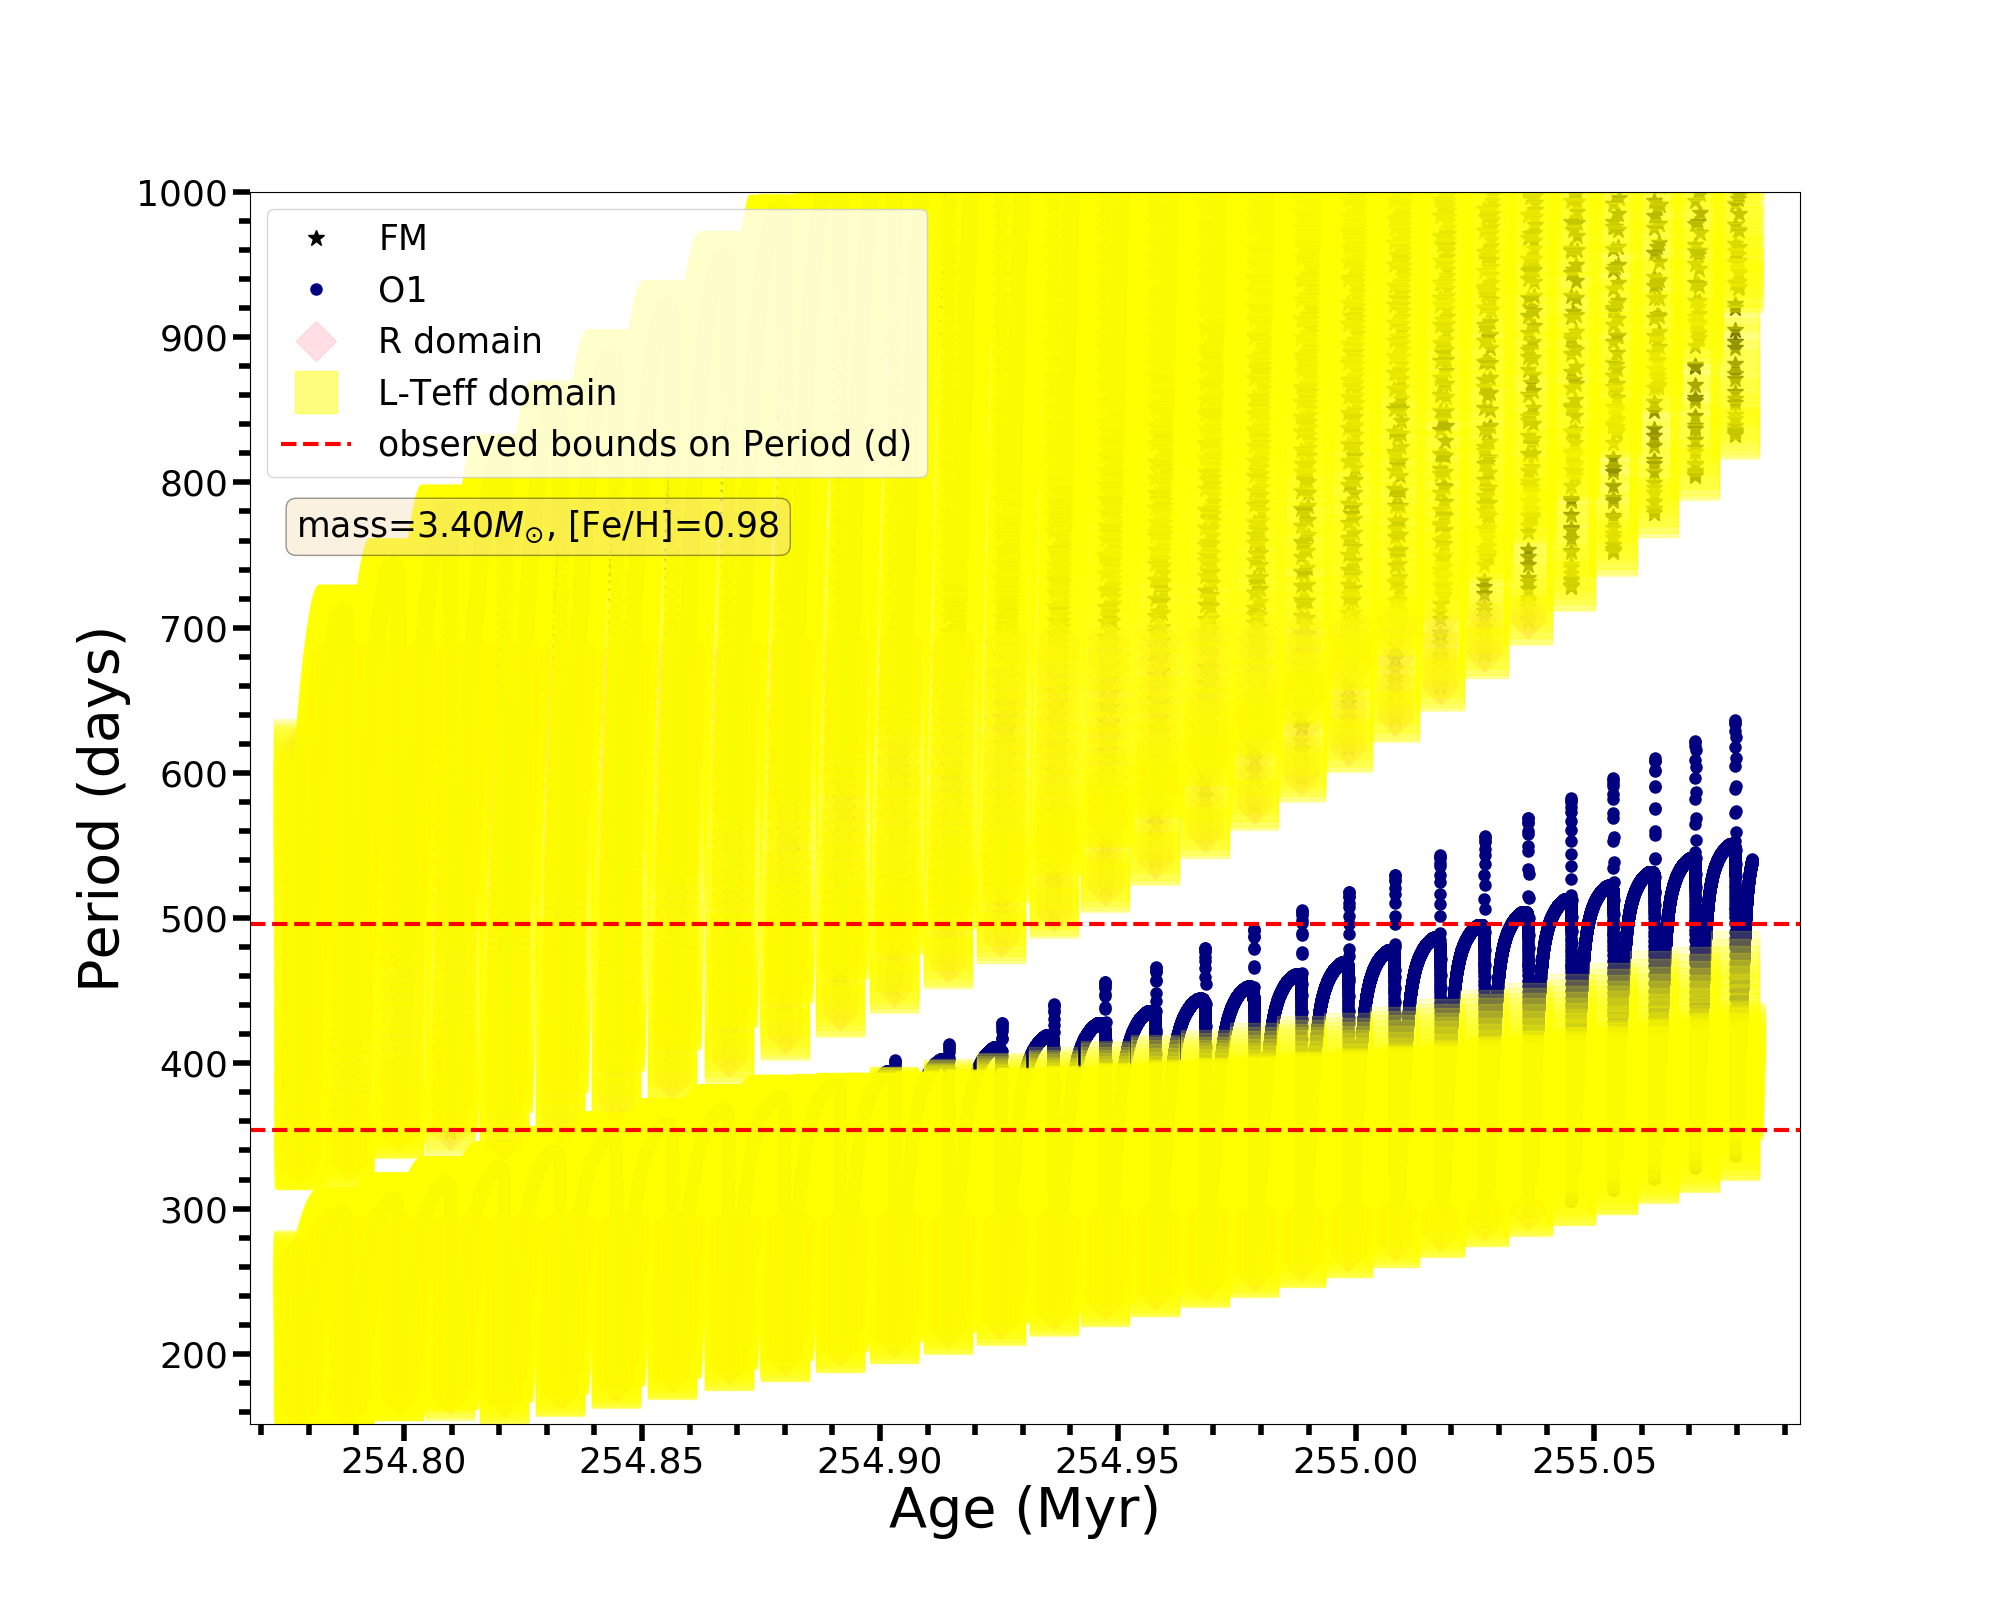 1000
900
800
700
600
500
400
300
200
Period (days)
FM
O1
R domain
L-Teff domain
observed bounds on Period (d)
mass=3.40M⊙, [Fe/H]=0.98
254.80 254.85 254.90 254.95 255.00 255.05
Age (Myr)